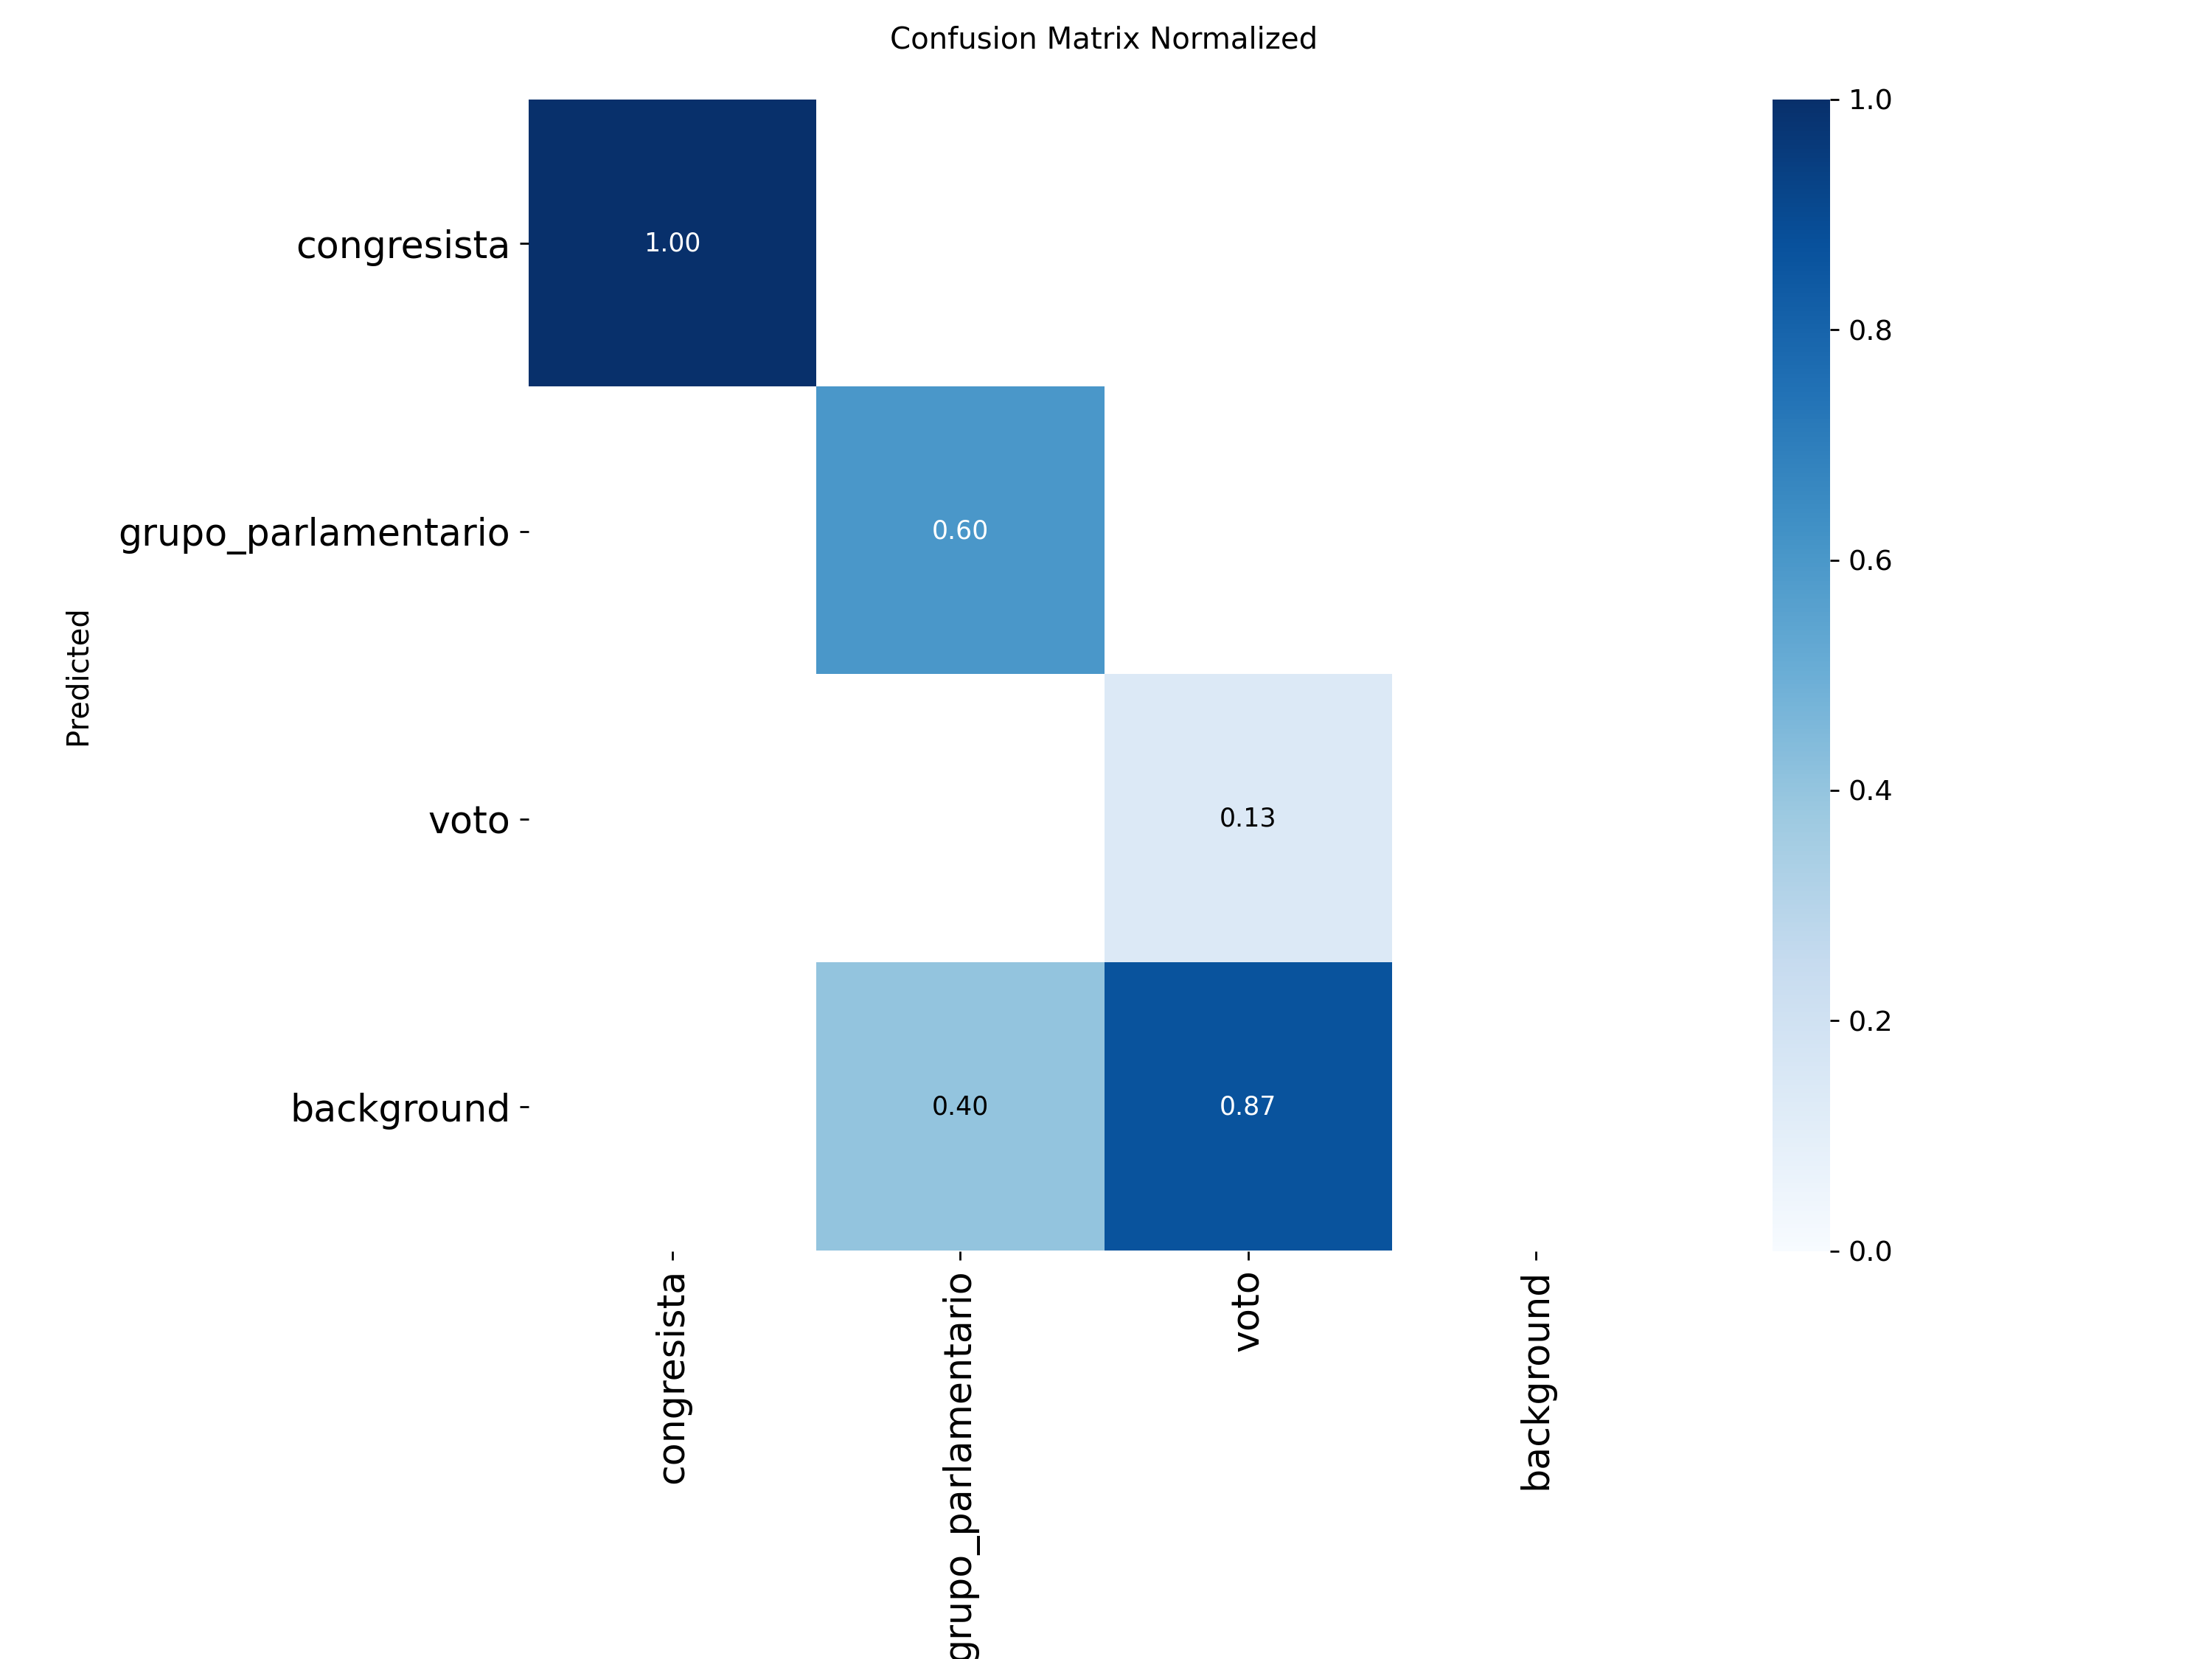 Confusion Matrix Normalized
1.0
congresista
1.00
0.8
grupo_parlamentario
0.60
0.6
Predicted
0.4
voto
0.13
0.2
background
0.40
0.87
0.0
congresista
grupo_parlamentario
voto
background